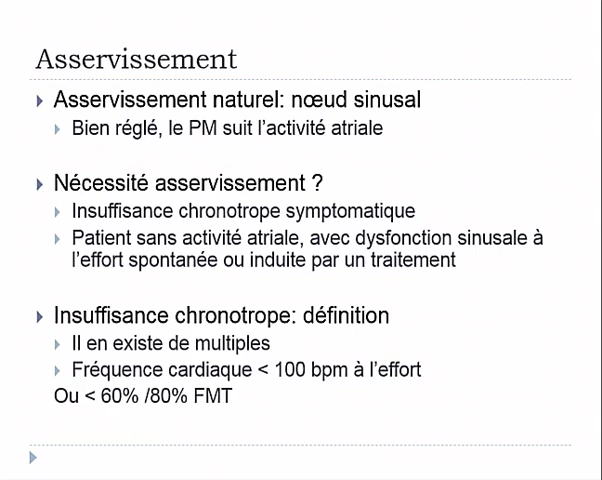 Asservissement
Asservissement naturel: nœud sinusal
Bien réglé, le PM suit l'activité atriale
Nécessité asservissement ?
Insuffisance chronotrope symptomatique
Patient sans activité atriale, avec dysfonction sinusale à
l'effort spontanée ou induite par un traitement
Insuffisance chronotrope: définition
Il en existe de multiples
Fréquence cardiaque < 100 bpm à l'effort
Ou < 60% /80% FMT